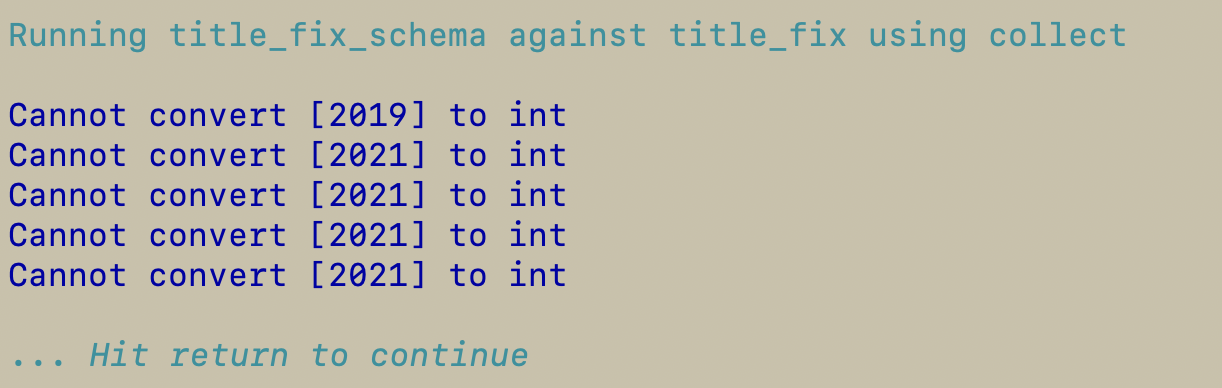 Running title_fix_schema against title_fix using collect
Cannot convert [2019] to int
Cannot convert [2021] to int
Cannot convert [2021] to int
Cannot convert [2021] to int
Cannot convert [2021] to int
... Hit return to continue